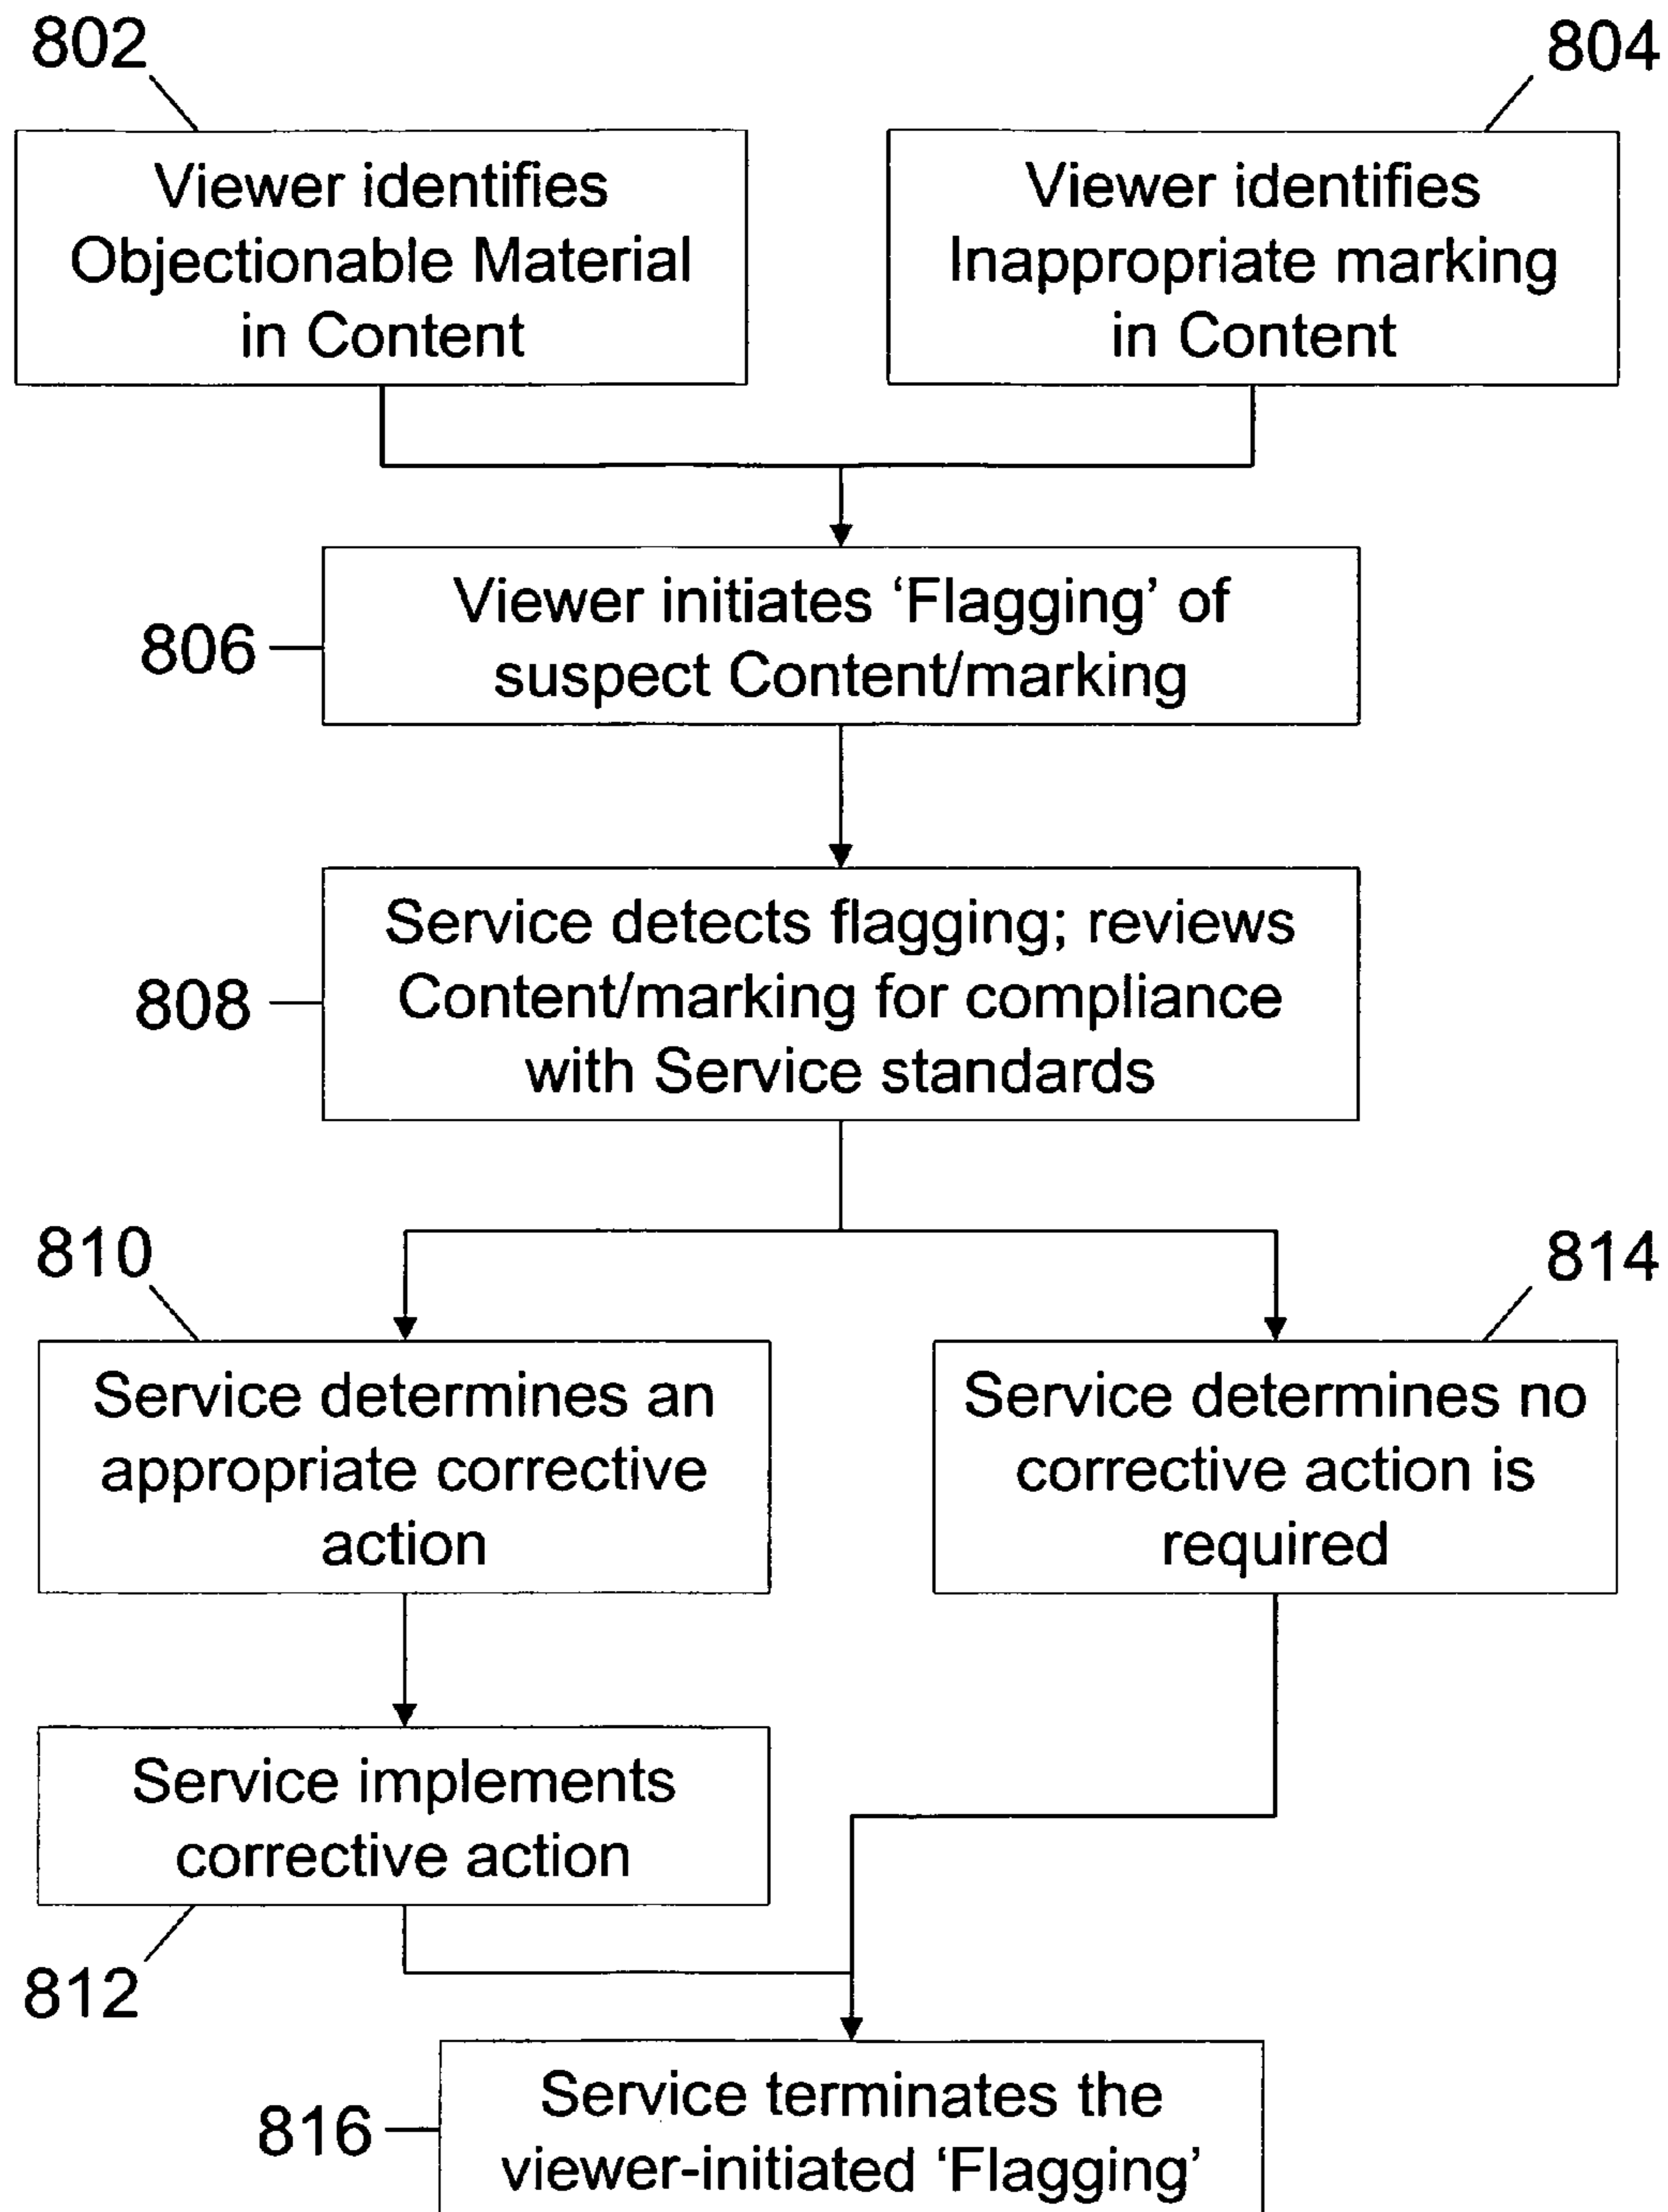 802
804
Viewer identifies
Objectionable Material
in Content
Viewer identifies
Inappropriate marking
in Content
806
Viewer initiates ‘Flagging’ of
suspect Content/marking
808
Service detects flagging; reviews
Content/marking for compliance
with Service standards
810
814
Service determines an
appropriate corrective
action
Service determines no
corrective action is
required
Service implements
corrective action
812
816
Service terminates the
viewer-initiated ‘Flagging’